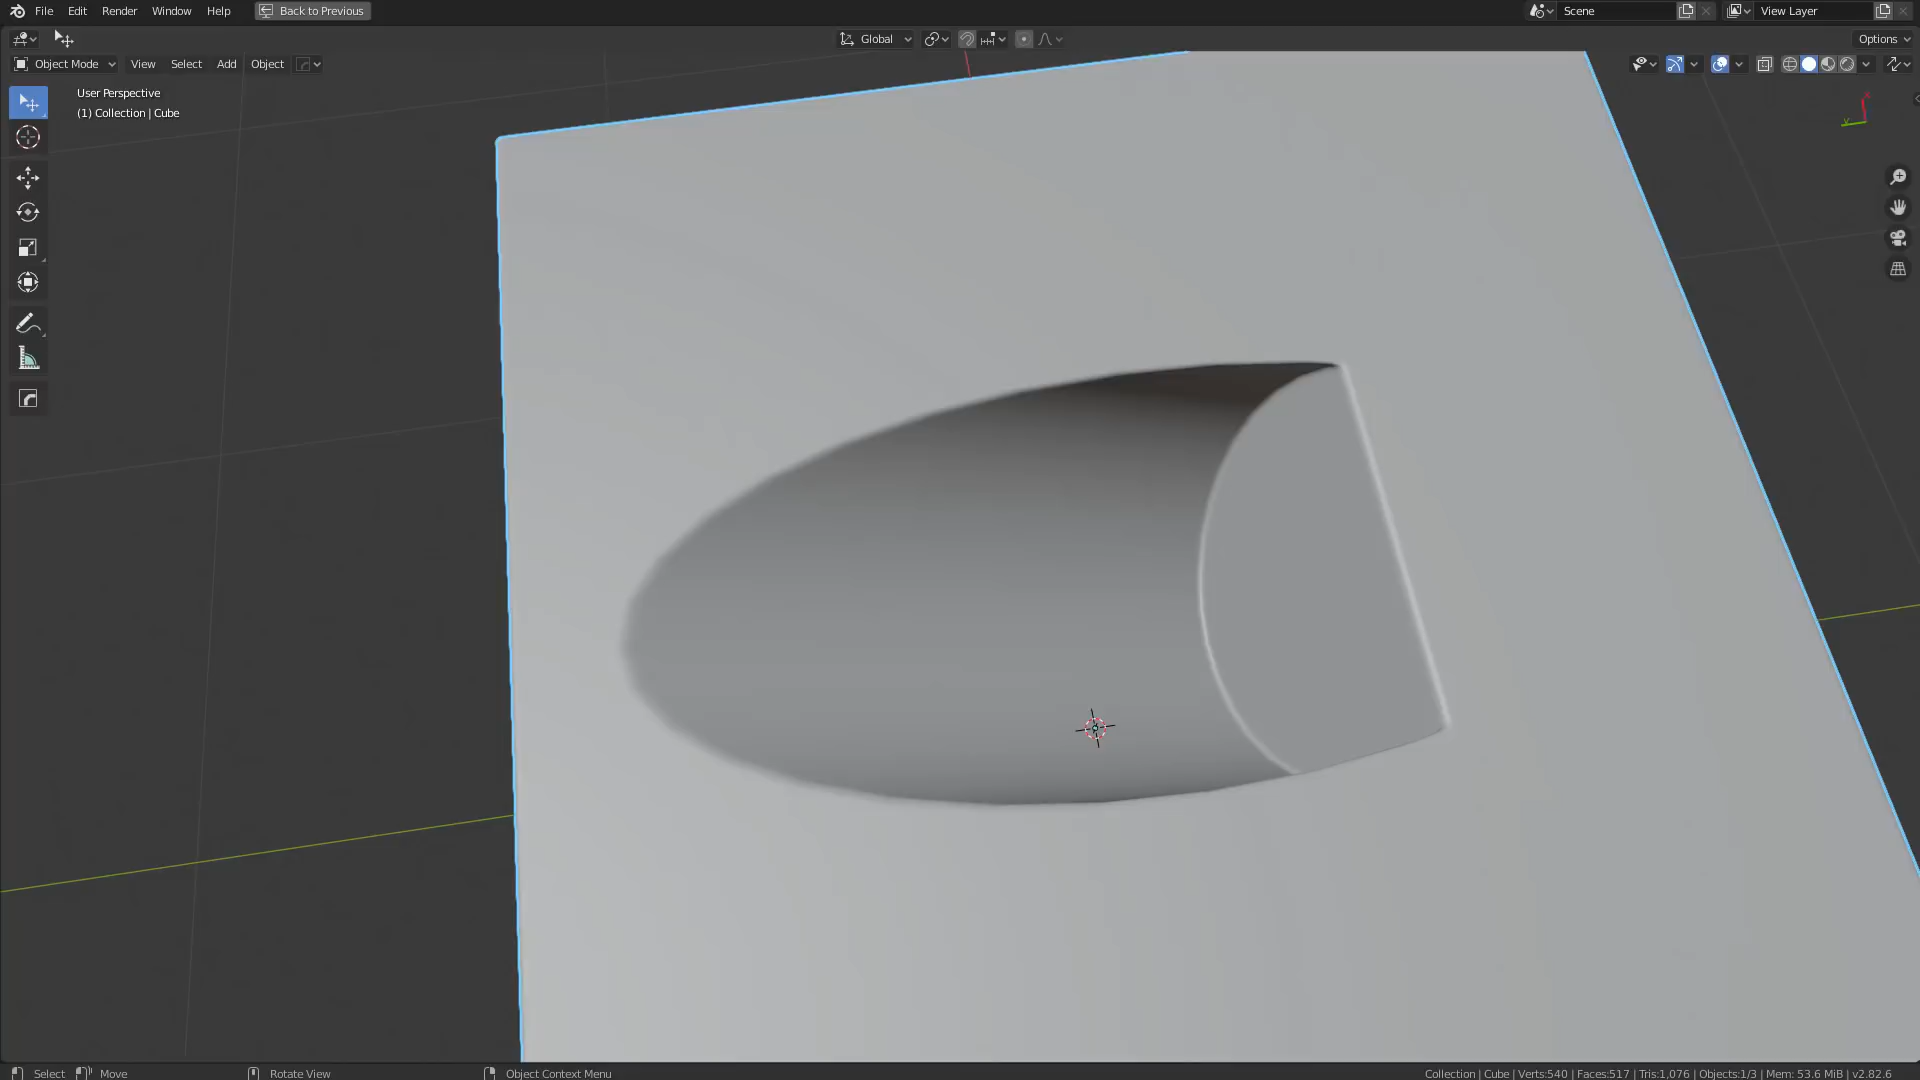 File Edit Render Window Help Back to Previous Scene View Layer
Global Options
Object Mode View Select Add Object
User Perspective
(1) Collection | Cube
Select Move Rotate View Object Context Menu Collection | Cube | Verts:540 | Faces:517 | Tris:1,076 | Objects:1/3 | Mem: 53.6 MiB | v2.82.6